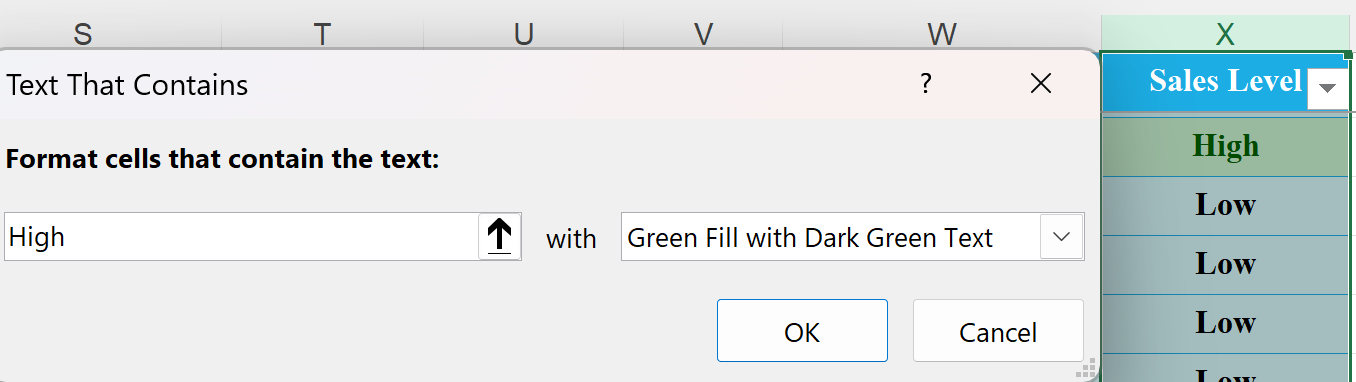 S T U V W X
Text That Contains ?
Sales Level
Format cells that contain the text:
High
Low
High with Green Fill with Dark Green Text
Low
Low
OK Cancel
Low